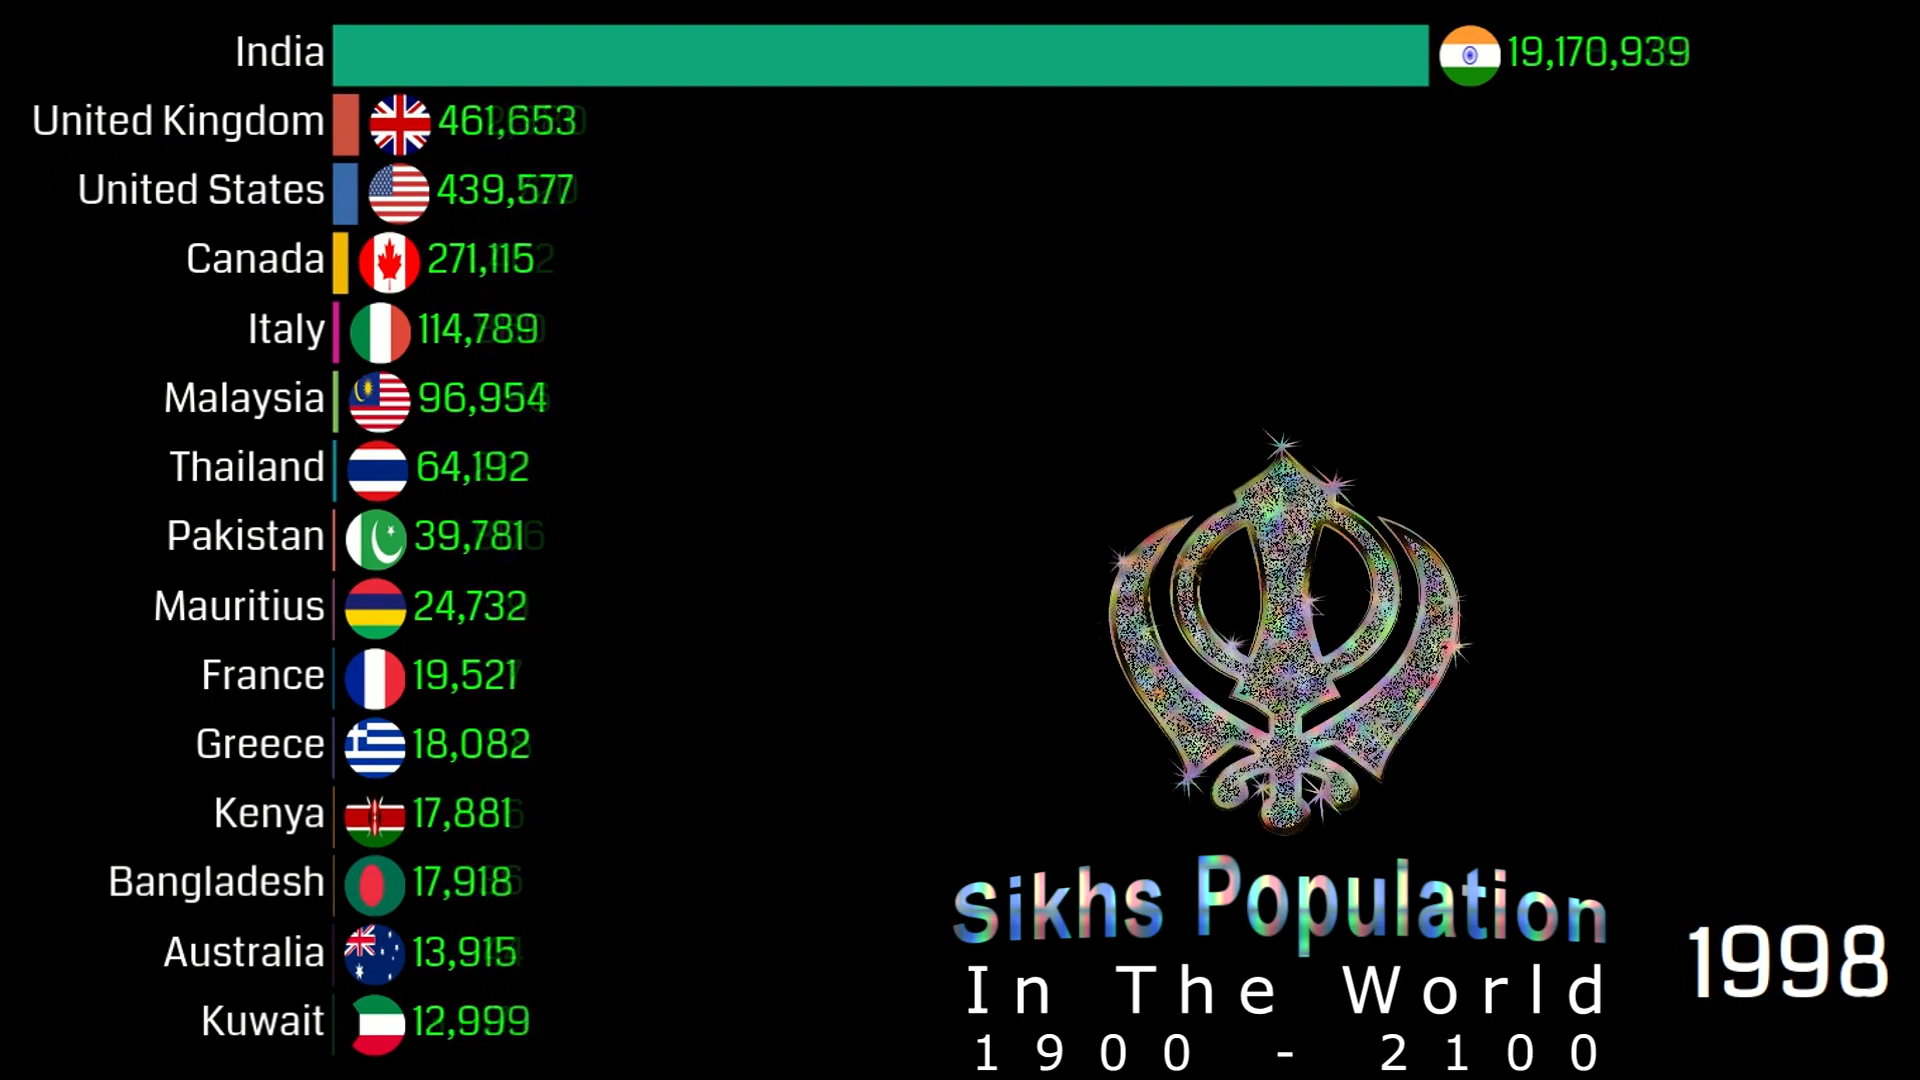 India 19,170,939
United Kingdom 461,653
United States 439,577
Canada 271,115
Italy 114,789
Malaysia 96,954
Thailand 64,192
Pakistan 39,781
Mauritius 24,732
France 19,521
Greece 18,082
Kenya 17,881
Bangladesh 17,918
Australia 13,915
Kuwait 12,999
Sikhs Population
In The World
1900 - 2100
1998